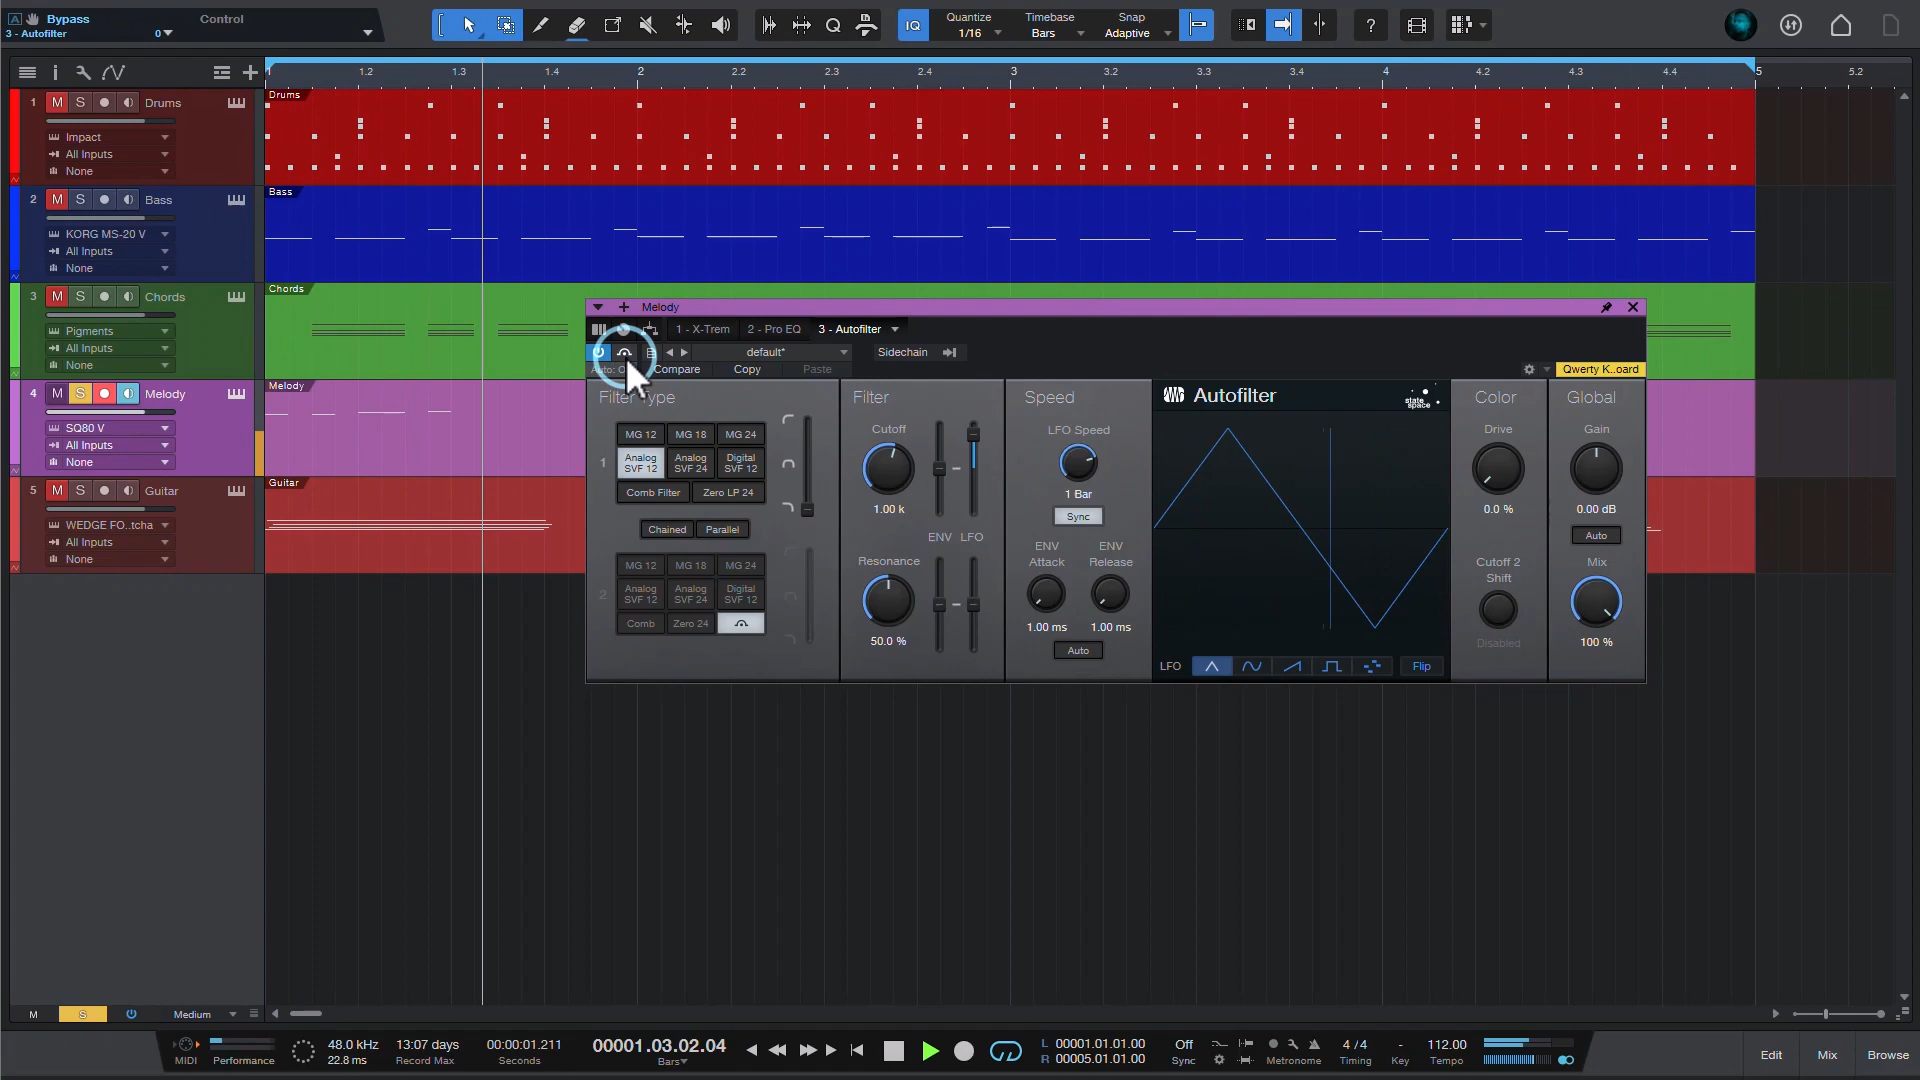 A Bypass
3 - Autofilter 0
Control
IQ
Quantize
1/16
Timebase
Bars
Snap
Adaptive
?
1 1.2 1.3 1.4 2 2.2 2.3 2.4 3 3.2 3.3 3.4 4 4.2 4.3 4.4 5 5.2
1 M S Drums
Impact
All Inputs
None
Drums
2 M S Bass
KORG MS-20 V
All Inputs
None
Bass
3 M S Chords
Pigments
All Inputs
None
Chords
4 M S Melody
SQ80 V
All Inputs
None
Melody
5 M S Guitar
WEDGE FO..tcha
All Inputs
None
Guitar
Melody
1 - X-Trem 2 - Pro EQ 3 - Autofilter
default* Sidechain
Compare Copy Paste
Qwerty K..oard
Filter Type
MG 12 MG 18 MG 24
1 Analog SVF 12 Analog SVF 24 Digital SVF 12
Comb Filter Zero LP 24
Chained Parallel
MG 12 MG 18 MG 24
2 Analog SVF 12 Analog SVF 24 Digital SVF 12
Comb Zero 24
Filter
Cutoff
1.00 k
ENV LFO
Resonance
50.0 %
Speed
LFO Speed
1 Bar
Sync
ENV Attack
ENV Release
1.00 ms 1.00 ms
Auto
Autofilter
state space
LFO
Flip
Color
Drive
0.0 %
Cutoff 2
Shift
Disabled
Global
Gain
0.00 dB
Auto
Mix
100 %
M S Medium
MIDI
Performance
48.0 kHz
22.8 ms
13:07 days
Record Max
00:00:01.211
Seconds
00001.03.02.04
Bars
L 00001.01.01.00
R 00005.01.01.00
Off
Sync
Metronome
4 / 4
Timing
-
Key
112.00
Tempo
Edit Mix Browse